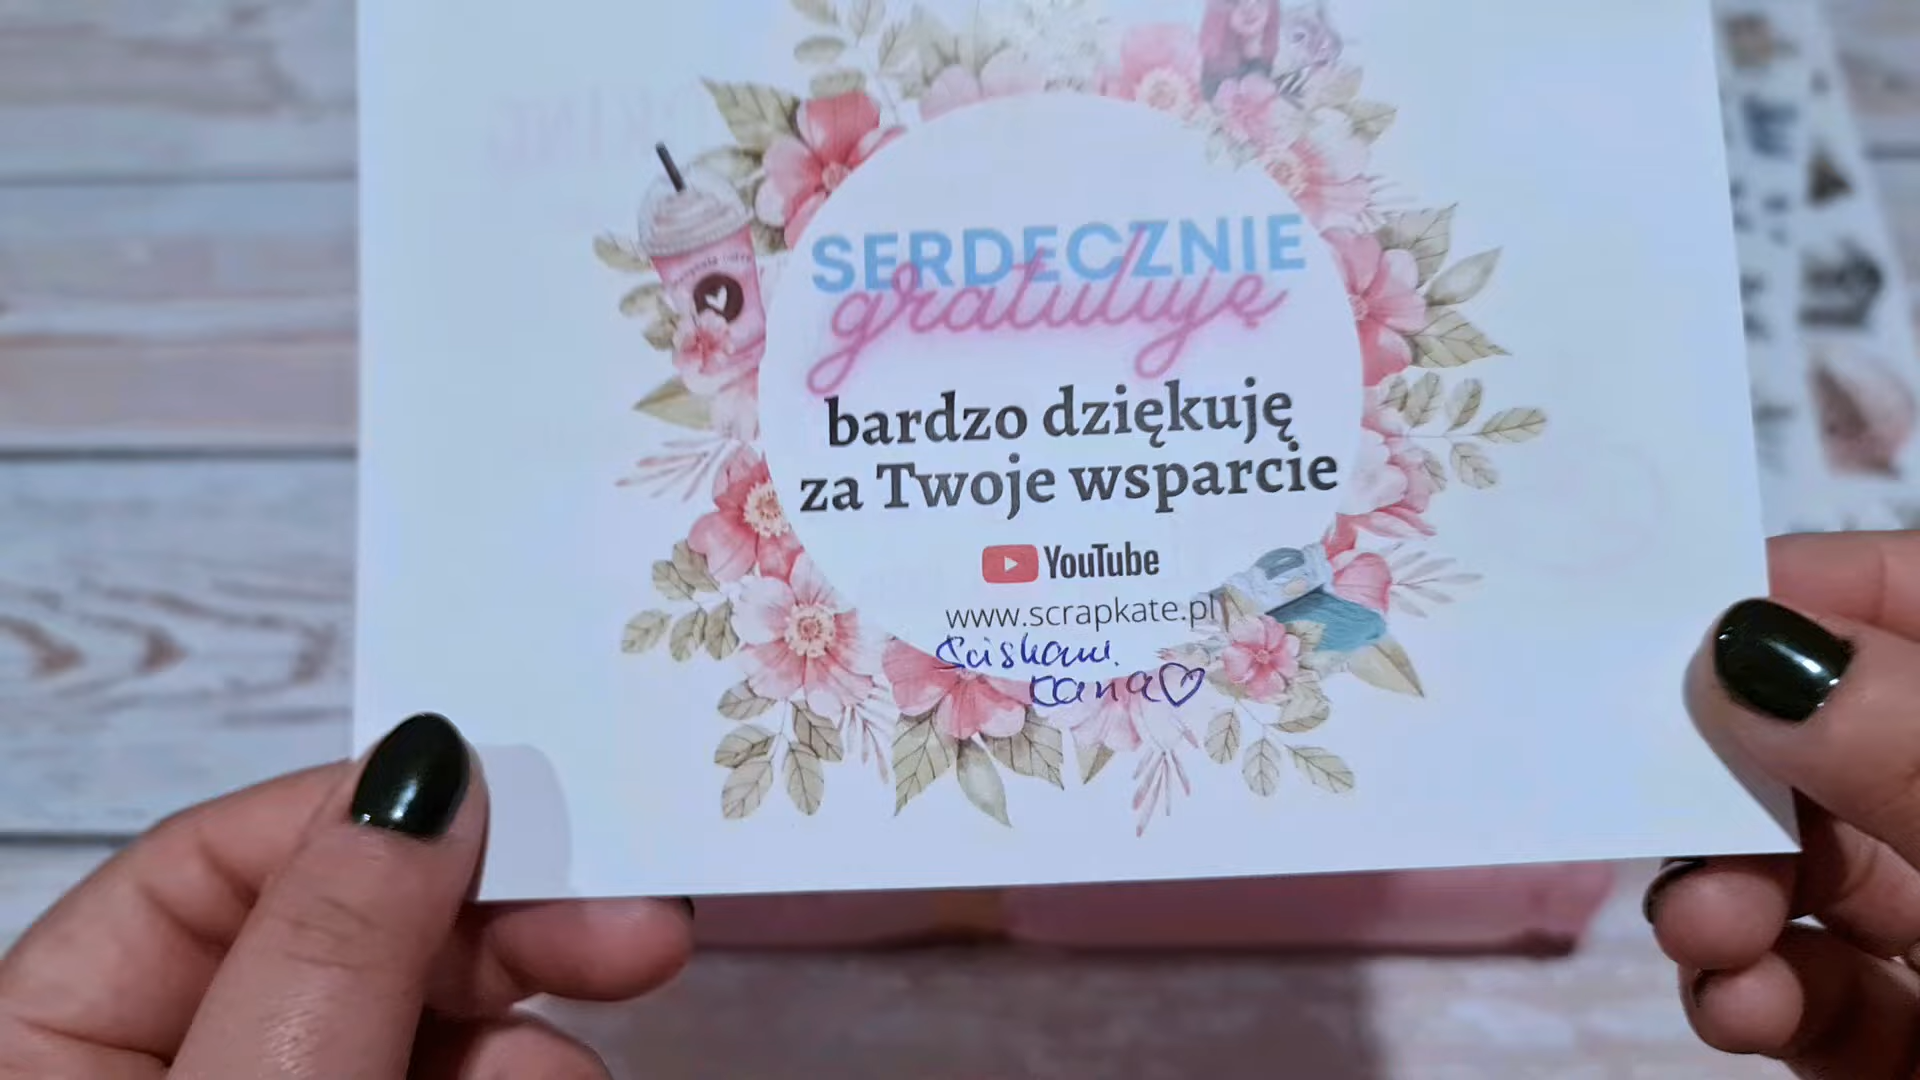 SERDECZNIE
gratuluję
bardzo dziękuję
za Twoje wsparcie
YouTube
www.scrapkate.pl
Ściskam